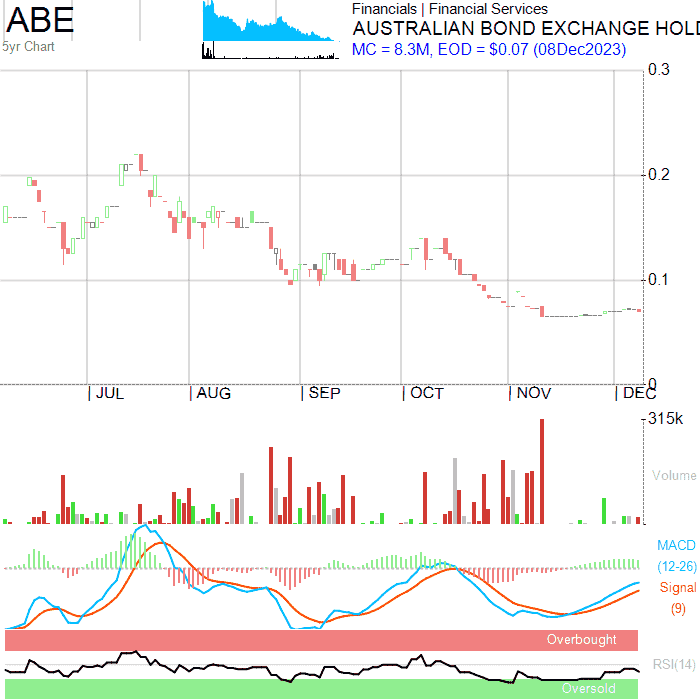 ABE
5yr Chart
Financials | Financial Services
AUSTRALIAN BOND EXCHANGE HOLD
MC = 8.3M, EOD = $0.07 (08Dec2023)
0.3
0.2
0.1
0
| JUL | AUG | SEP | OCT | NOV | DEC
315k
Volume
MACD
(12-26)
Signal
(9)
Overbought
RSI(14)
Oversold